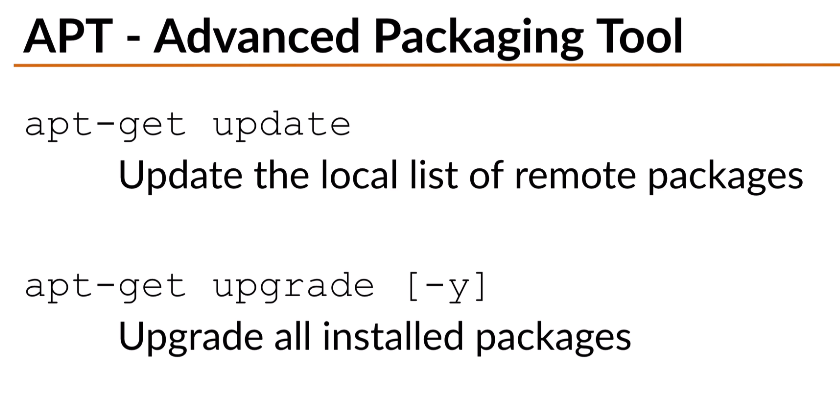 APT - Advanced Packaging Tool
apt-get update
Update the local list of remote packages
apt-get upgrade [-y]
Upgrade all installed packages